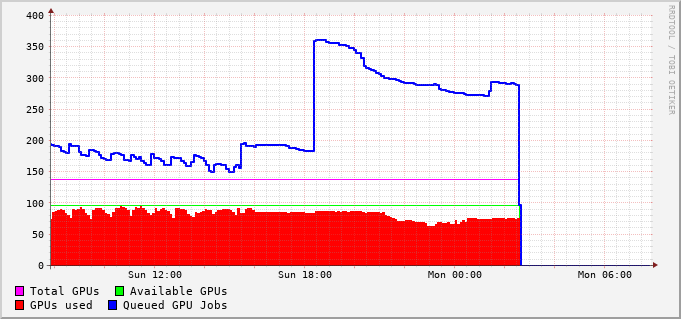 400
350
300
250
200
150
100
50
0
Sun 12:00 Sun 18:00 Mon 00:00 Mon 06:00
Total GPUs Available GPUs
GPUs used Queued GPU Jobs
RRDTOOL / TOBI OETIKER